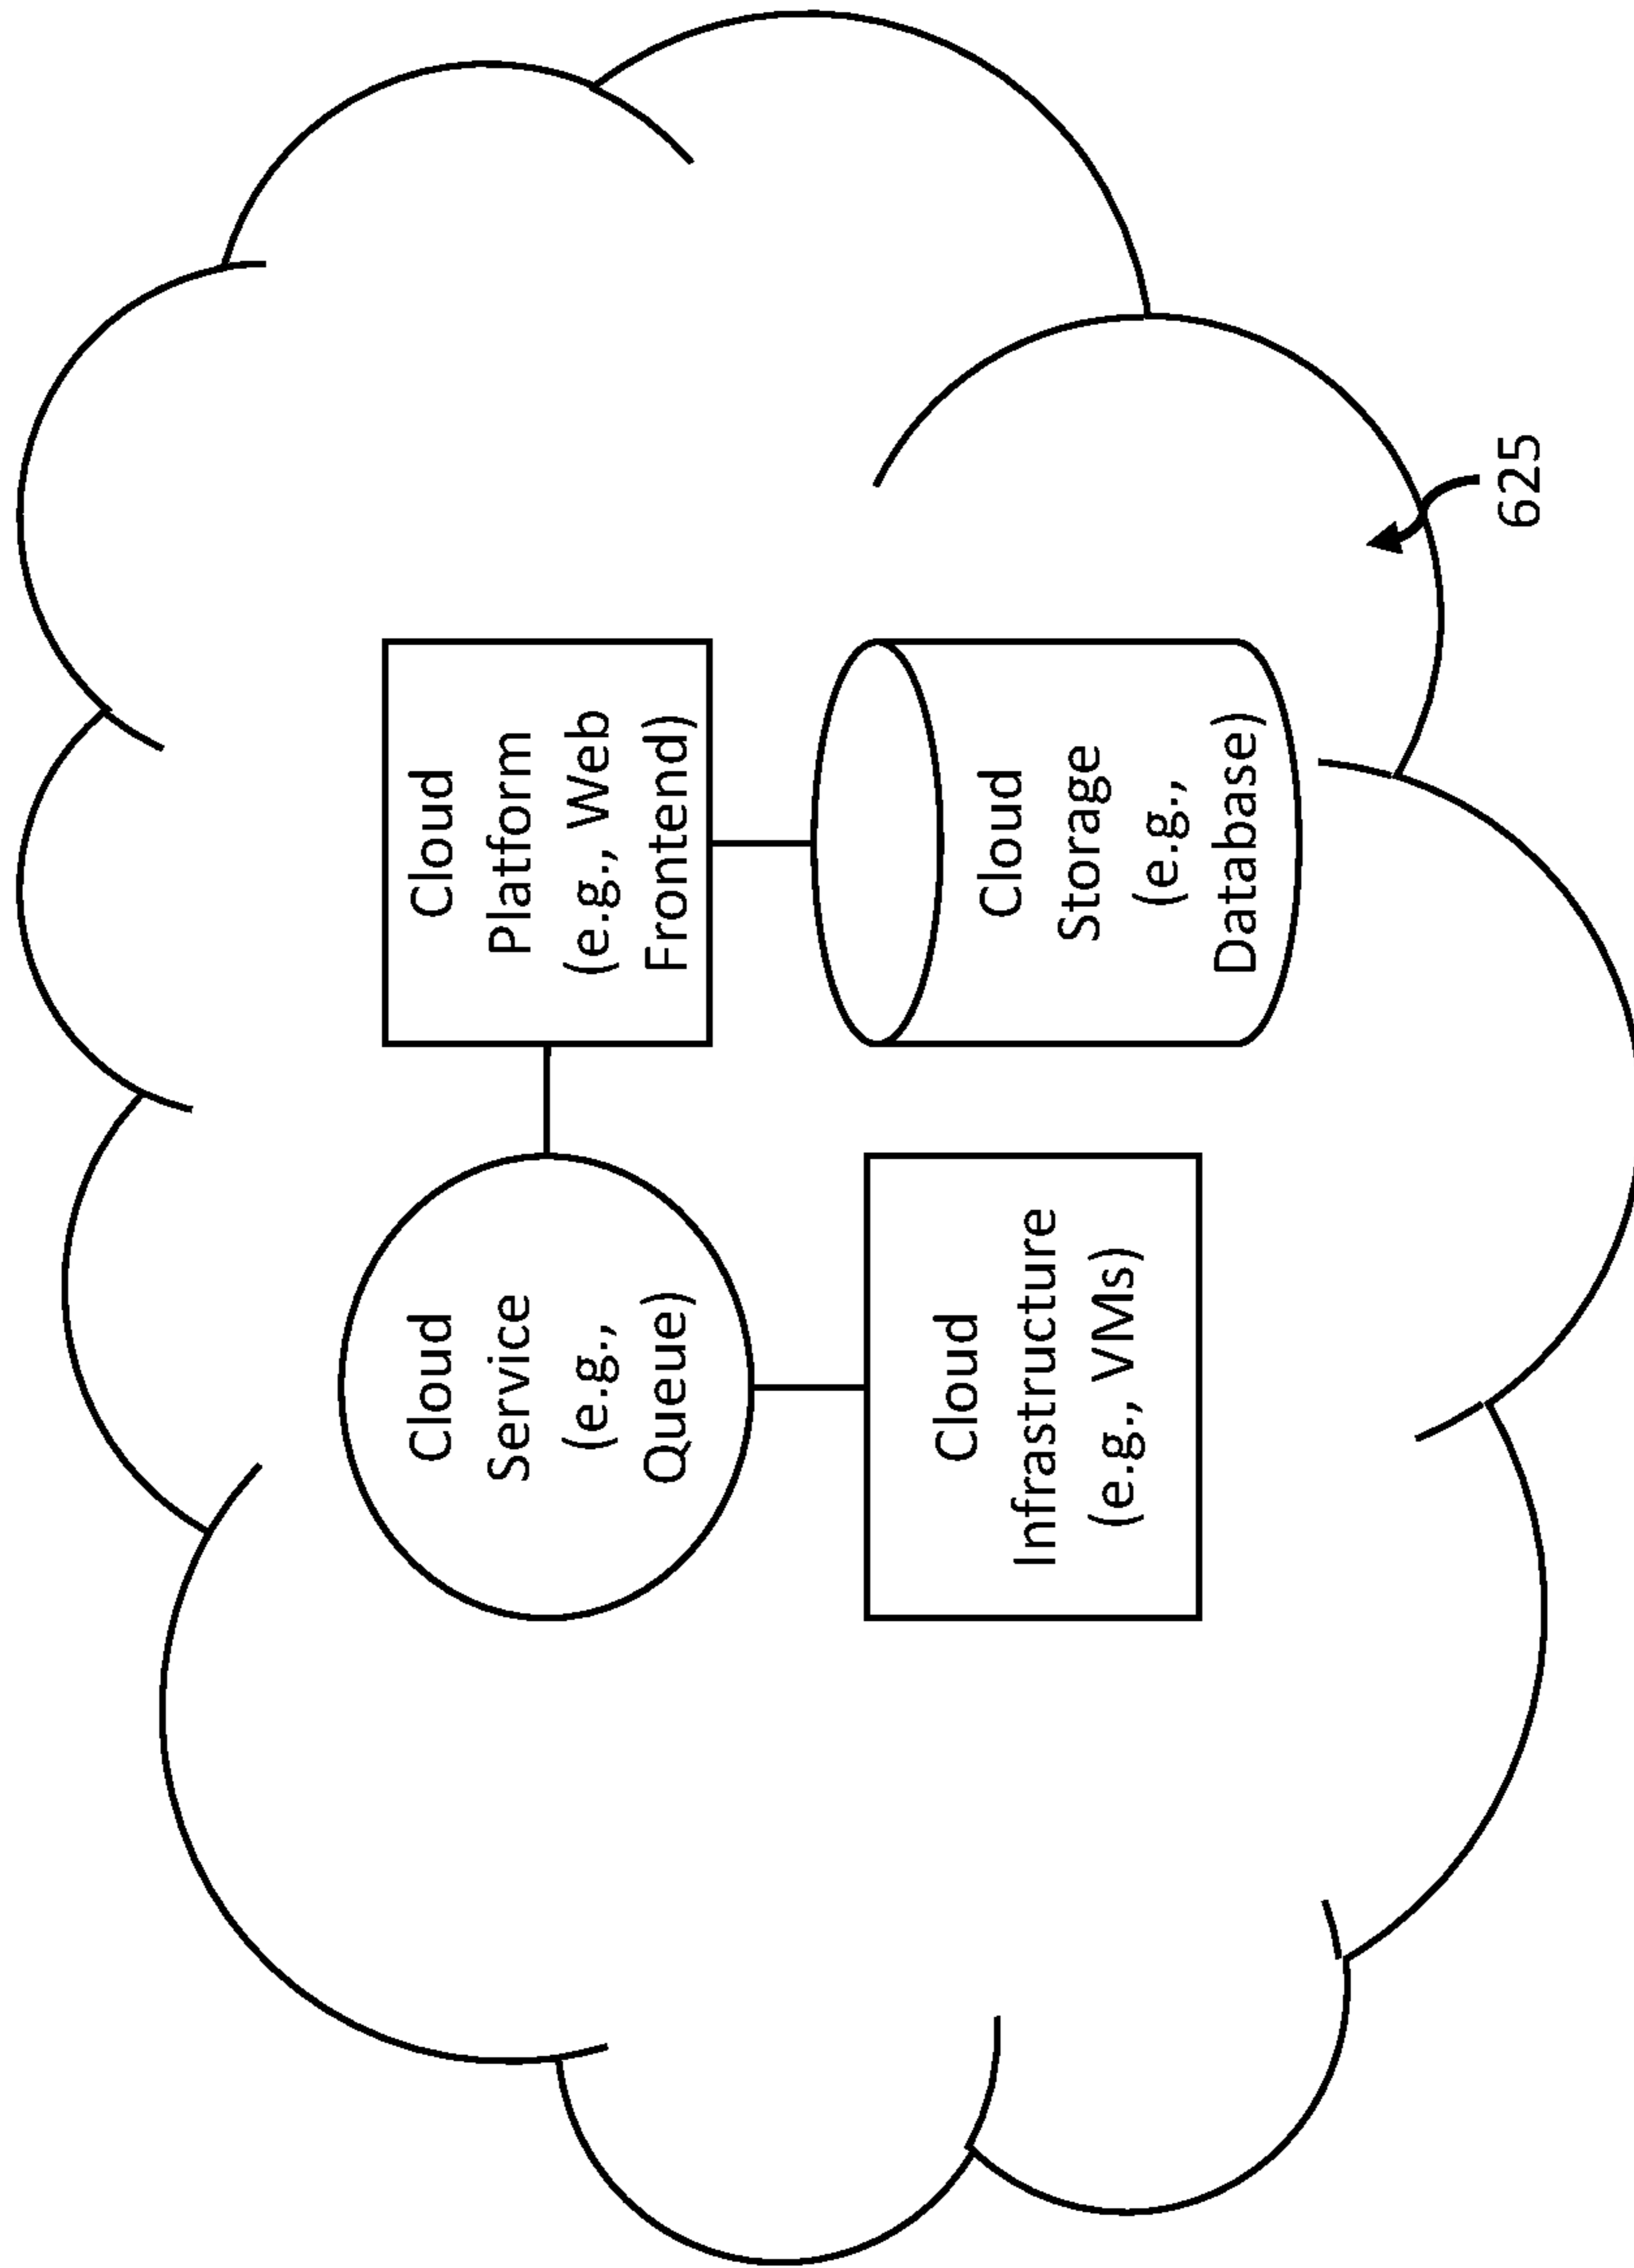 Cloud
Service
(e.g.,
Queue)
Cloud
Platform
(e.g., Web
Frontend)
Cloud
Infrastructure
(e.g., VMs)
Cloud
Storage
(e.g.,
Database)
625